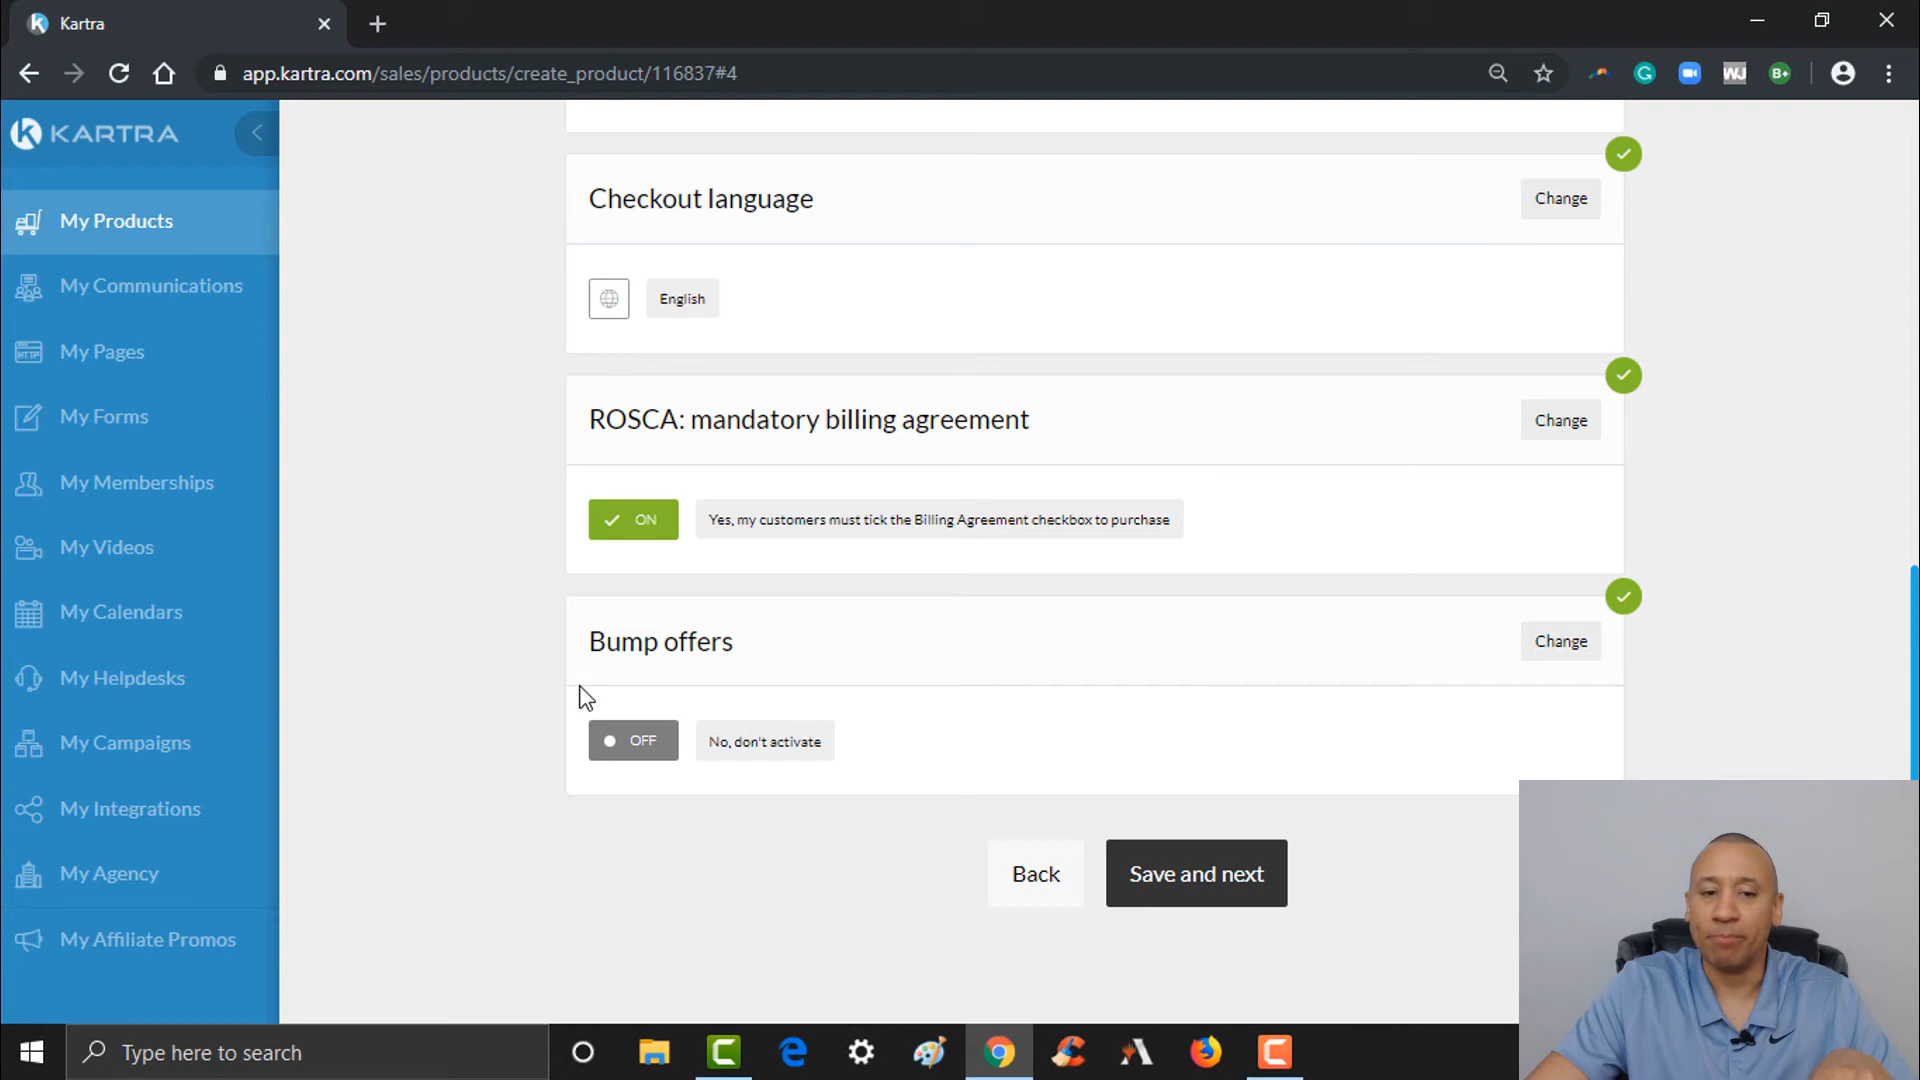 Kartra
app.kartra.com/sales/products/create_product/116837#4
KARTRA
My Products
My Communications
My Pages
My Forms
My Memberships
My Videos
My Calendars
My Helpdesks
My Campaigns
My Integrations
My Agency
My Affiliate Promos
Checkout language
Change
English
ROSCA: mandatory billing agreement
Change
ON
Yes, my customers must tick the Billing Agreement checkbox to purchase
Bump offers
Change
OFF
No, don't activate
Back
Save and next
HTTP
WJ
B+
Type here to search